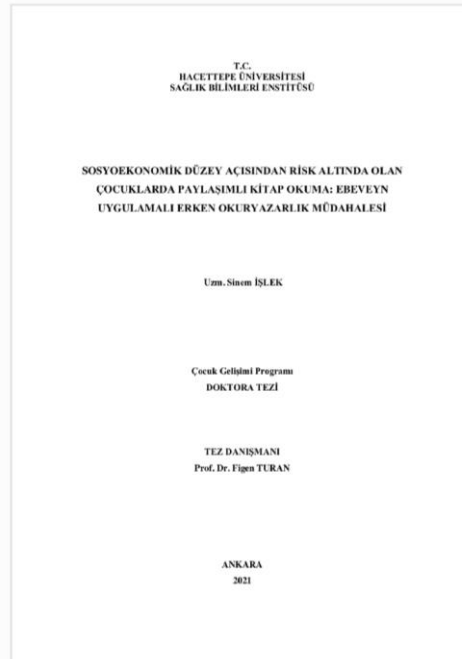 T.C.
HACETTEPE ÜNİVERSİTESİ
SAĞLIK BİLİMLERİ ENSTİTÜSÜ
SOSYOEKONOMİK DÜZEY AÇISINDAN RİSK ALTINDA OLAN
ÇOCUKLARDA PAYLAŞIMLI KİTAP OKUMA: EBEVEYN
UYGULAMALI ERKEN OKURYAZARLIK MÜDAHALESİ
Uzm. Sinem İŞLEK
Çocuk Gelişimi Programı
DOKTORA TEZİ
TEZ DANIŞMANI
Prof. Dr. Figen TURAN
ANKARA
2021